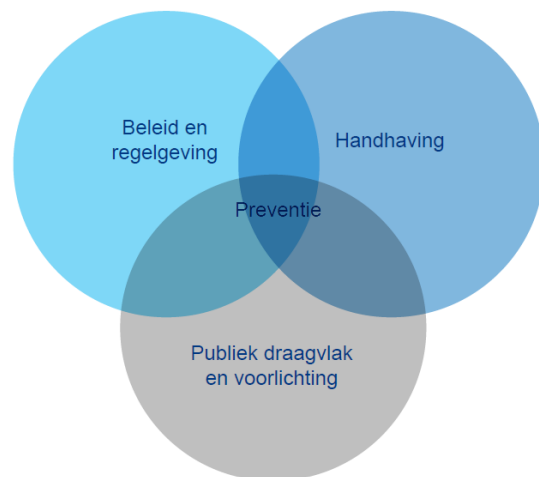 Beleid en
regelgeving
Handhaving
Preventie
Publiek draagvlak
en voorlichting